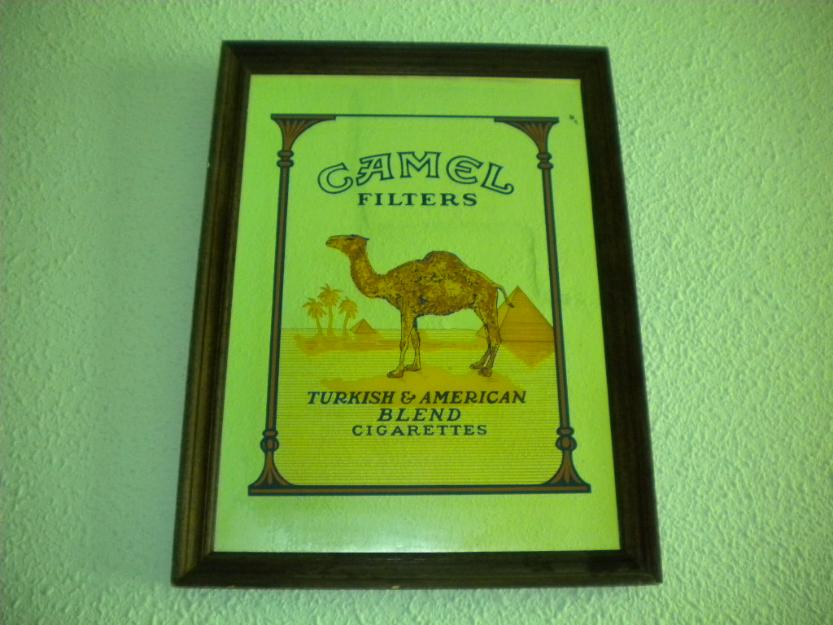 CAMEL
FILTERS
TURKISH & AMERICAN
BLEND
CIGARETTES